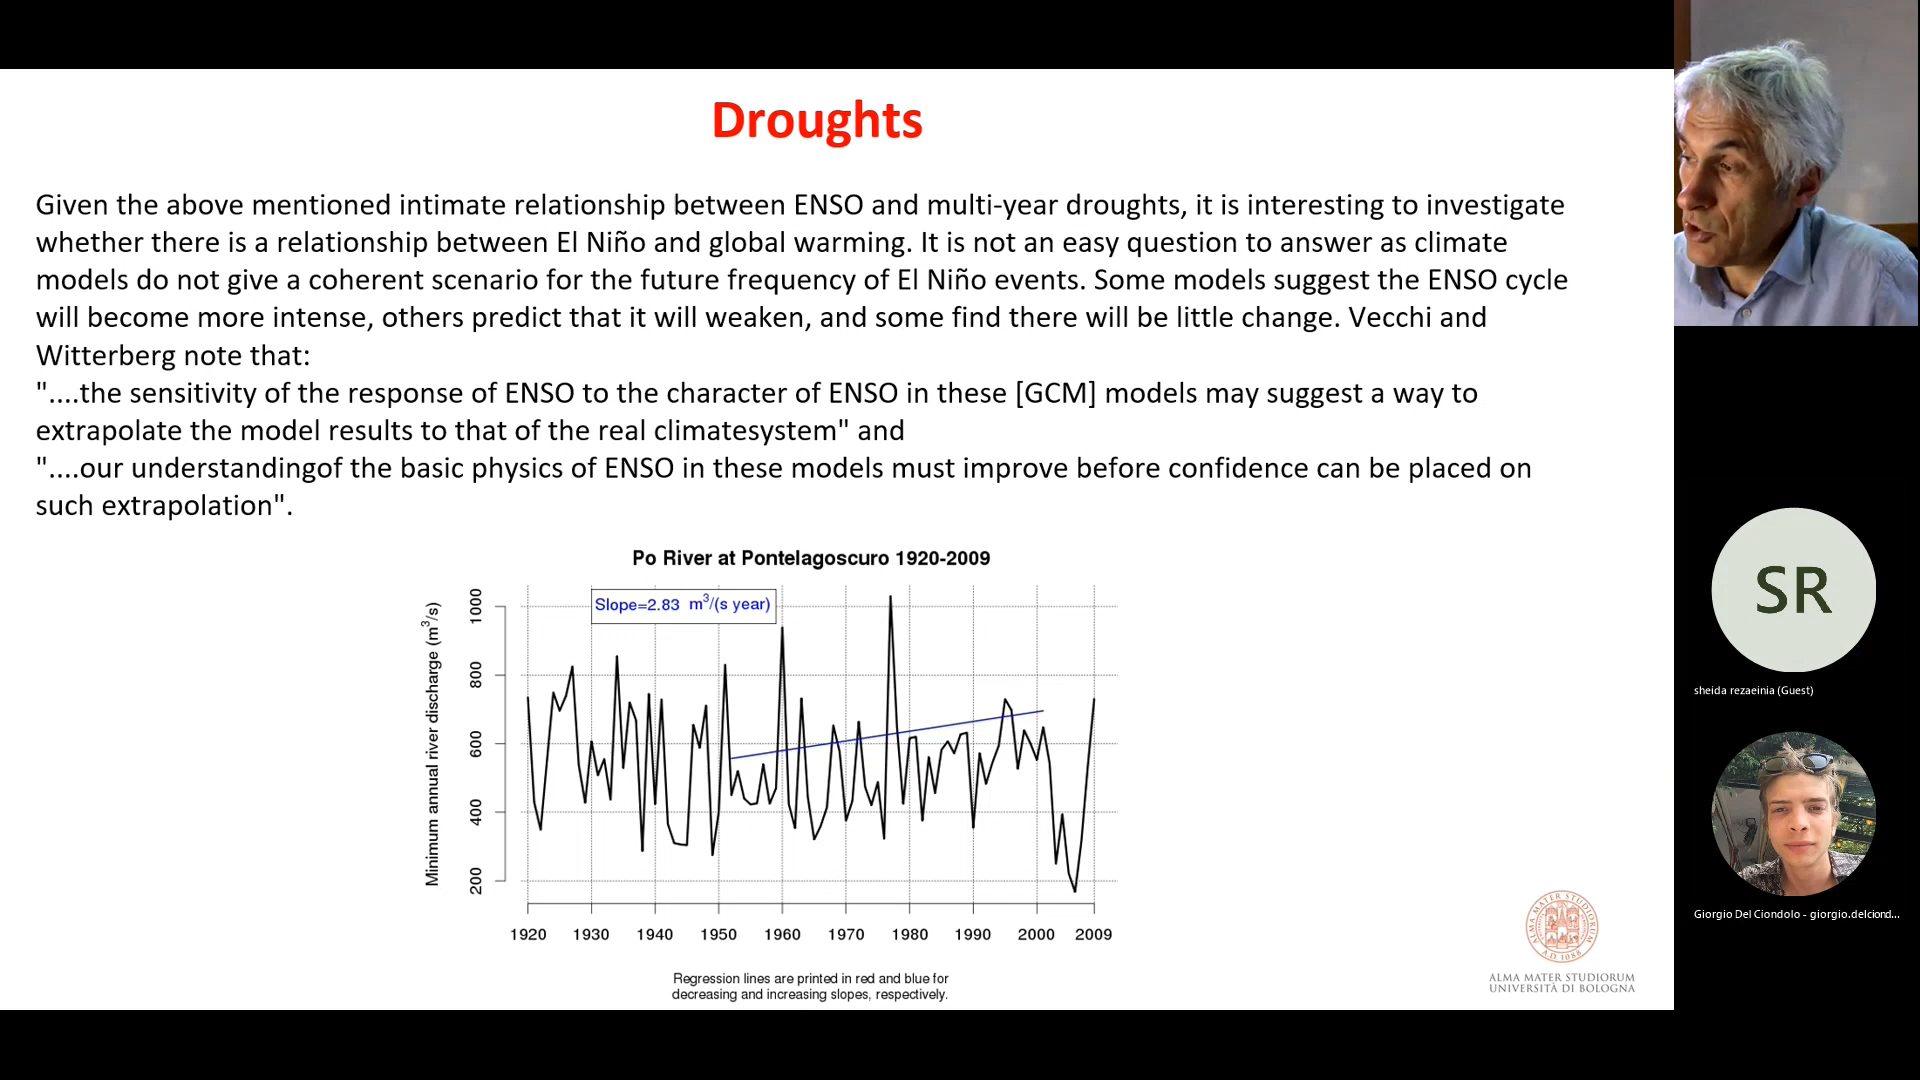 Droughts
Given the above mentioned intimate relationship between ENSO and multi-year droughts, it is interesting to investigate
whether there is a relationship between El Niño and global warming. It is not an easy question to answer as climate
models do not give a coherent scenario for the future frequency of El Niño events. Some models suggest the ENSO cycle
will become more intense, others predict that it will weaken, and some find there will be little change. Vecchi and
Witterberg note that:
"....the sensitivity of the response of ENSO to the character of ENSO in these [GCM] models may suggest a way to
extrapolate the model results to that of the real climatesystem" and
"....our understandingof the basic physics of ENSO in these models must improve before confidence can be placed on
such extrapolation".
Po River at Pontelagoscuro 1920-2009
Slope=2.83 m³/(s year)
Minimum annual river discharge (m³/s)
1000
800
600
400
200
1920 1930 1940 1950 1960 1970 1980 1990 2000 2009
Regression lines are printed in red and blue for
decreasing and increasing slopes, respectively.
ALMA MATER STUDIORUM
A.D. 1088
ALMA MATER STUDIORUM
UNIVERSITÀ DI BOLOGNA
SR
sheida rezaeinia (Guest)
Giorgio Del Ciondolo - giorgio.delciond...